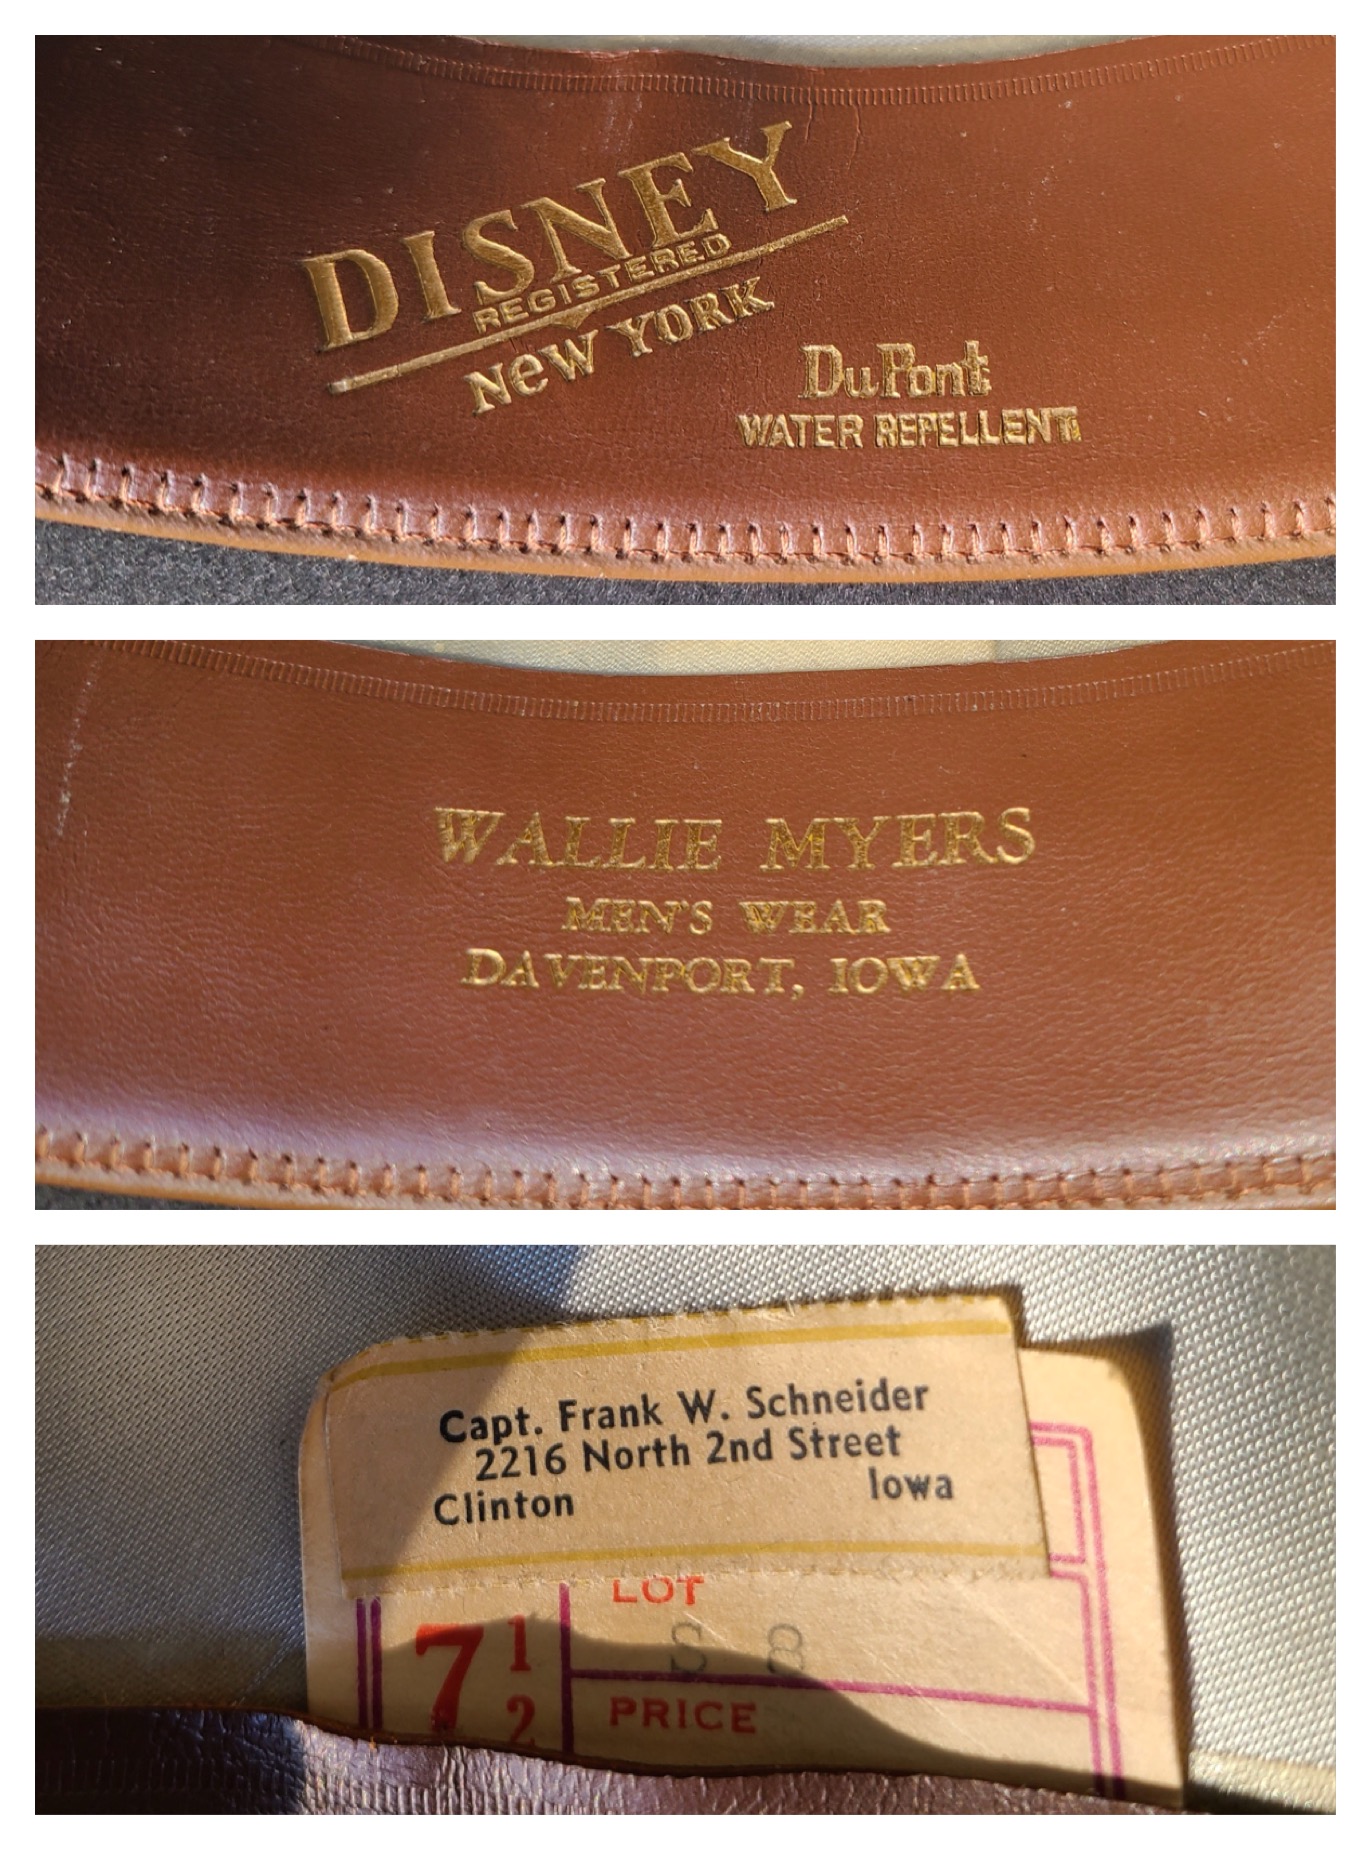 DISNEY
REGISTERED
NEW YORK
DuPont
WATER REPELLENT
WALLIE MYERS
MEN'S WEAR
DAVENPORT, IOWA
Capt. Frank W. Schneider
2216 North 2nd Street
Clinton Iowa
LOT
7 1/2 S 8
PRICE